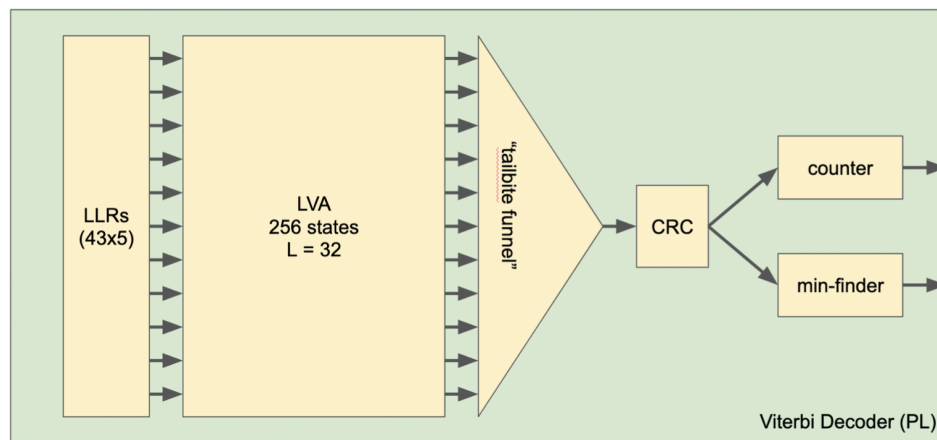 LLRs
(43x5)
LVA
256 states
L = 32
“tailbite funnel”
CRC
counter
min-finder
Viterbi Decoder (PL)